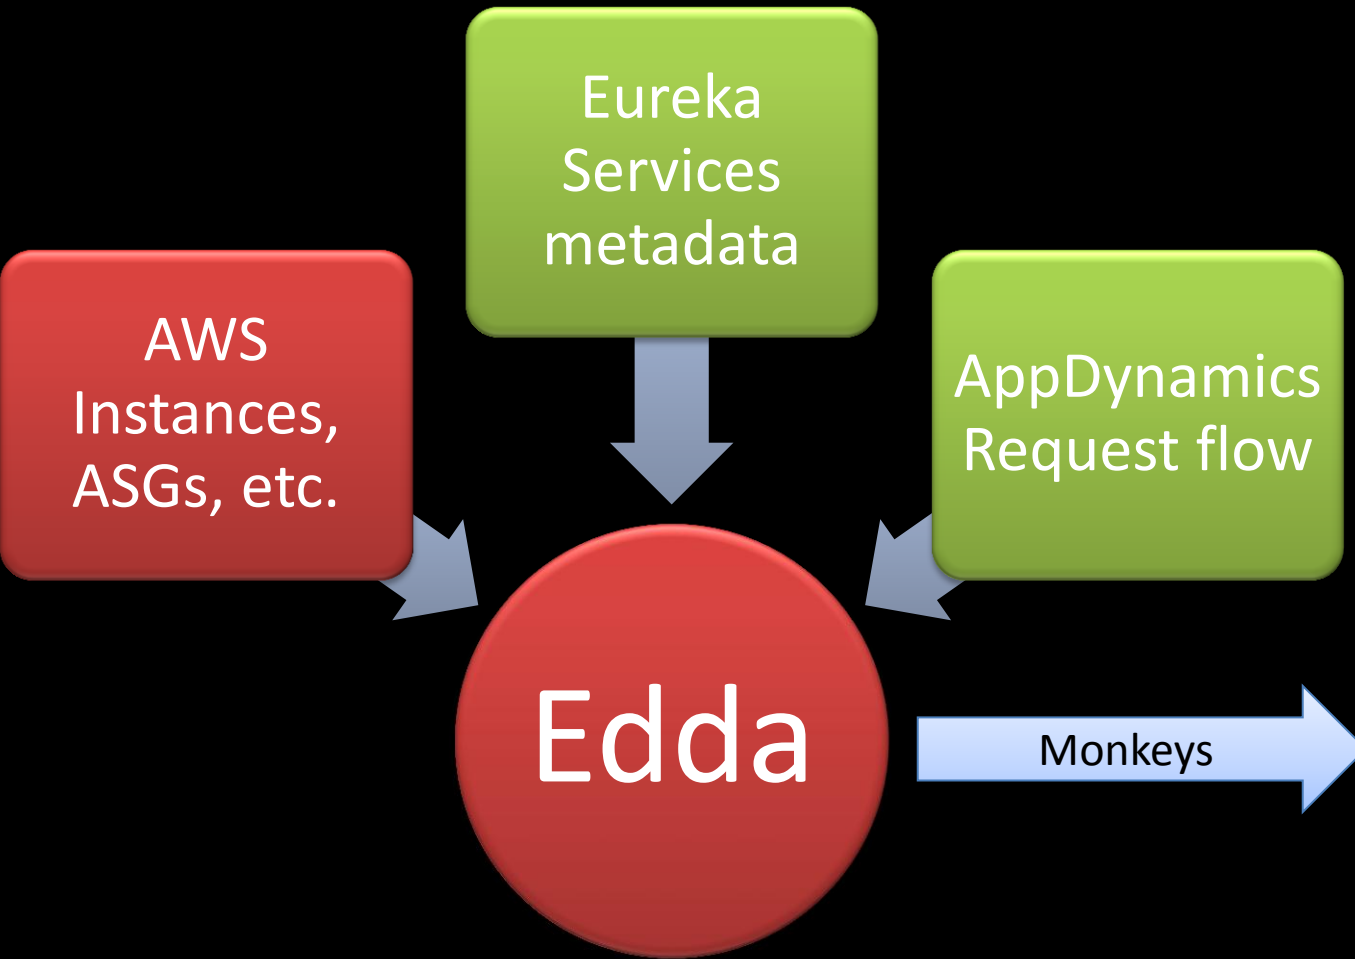 Eureka
Services
metadata
AWS
Instances,
ASGs, etc.
AppDynamics
Request flow
Edda
Monkeys